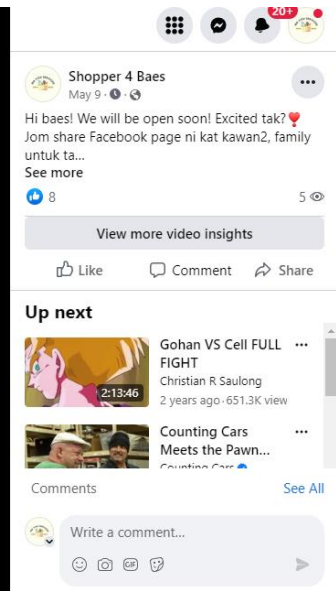 20+
Shopper 4 Baes
May 9
Hi baes! We will be open soon! Excited tak?
Jom share Facebook page ni kat kawan2, family
untuk ta...
See more
8
5
View more video insights
Like
Comment
Share
Up next
Gohan VS Cell FULL
FIGHT
Christian R Saulong
2 years ago · 651.3K view
2:13:46
Counting Cars
Meets the Pawn...
Counting Cars
Comments
See All
Write a comment...
GIF